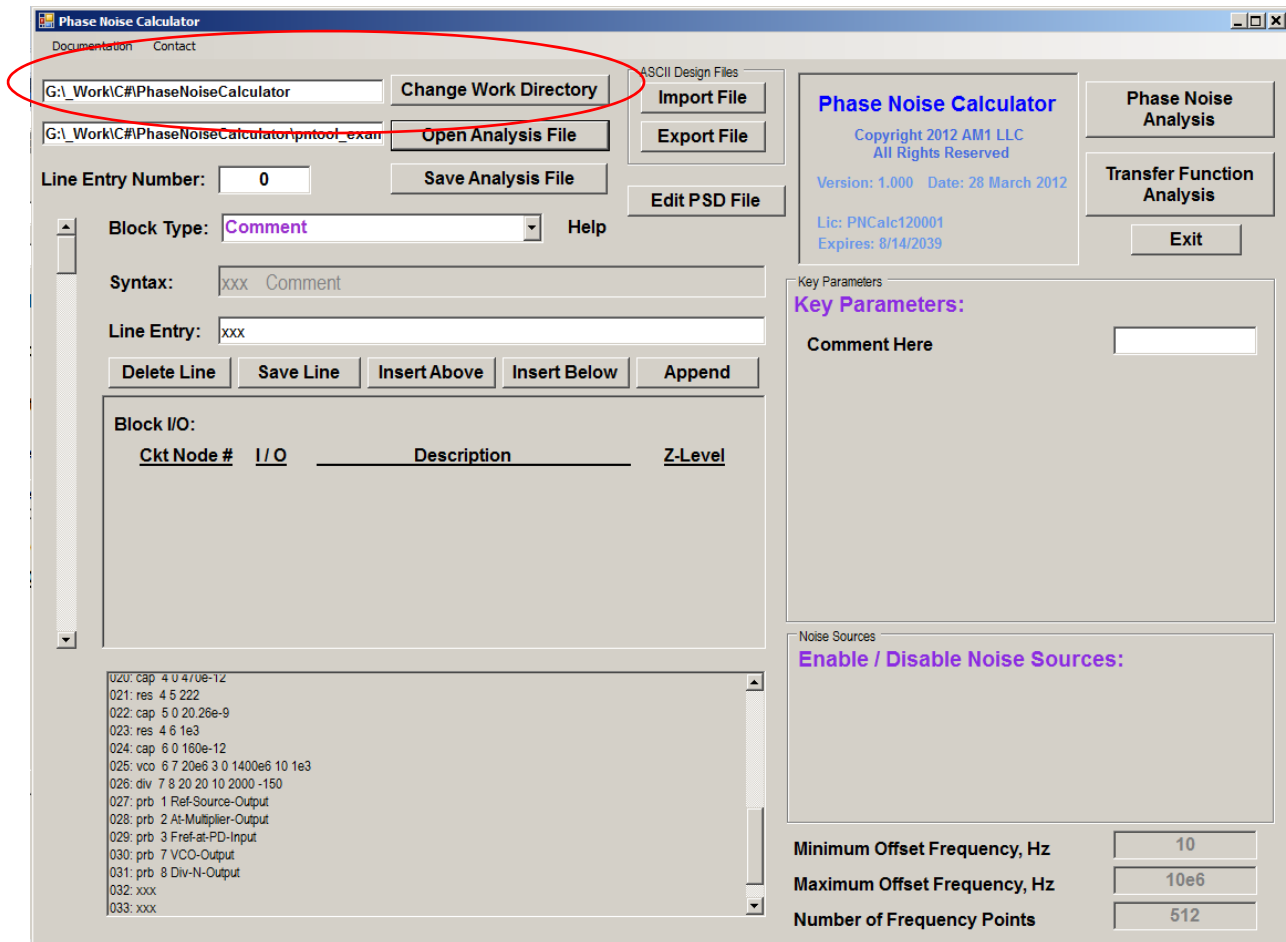 Phase Noise Calculator
Documentation Contact
G:\_Work\C#\PhaseNoiseCalculator
Change Work Directory
G:\_Work\C#\PhaseNoiseCalculator\pntool_exan
Open Analysis File
Line Entry Number: 0
Save Analysis File
ASCII Design Files
Import File
Export File
Edit PSD File
Phase Noise Calculator
Copyright 2012 AM1 LLC
All Rights Reserved
Version: 1.000 Date: 28 March 2012
Lic: PNCalc120001
Expires: 8/14/2039
Phase Noise
Analysis
Transfer Function
Analysis
Exit
Block Type: Comment Help
Syntax: xxx Comment
Line Entry: xxx
Delete Line Save Line Insert Above Insert Below Append
Block I/O:
Ckt Node # I / O Description Z-Level
020: cap 4 0 470e-12
021: res 4 5 222
022: cap 5 0 20.26e-9
023: res 4 6 1e3
024: cap 6 0 160e-12
025: vco 6 7 20e6 3 0 1400e6 10 1e3
026: div 7 8 20 20 10 2000 -150
027: prb 1 Ref-Source-Output
028: prb 2 At-Multiplier-Output
029: prb 3 Fref-at-PD-Input
030: prb 7 VCO-Output
031: prb 8 Div-N-Output
032: xxx
033: xxx
Key Parameters
Key Parameters:
Comment Here
Noise Sources
Enable / Disable Noise Sources:
Minimum Offset Frequency, Hz 10
Maximum Offset Frequency, Hz 10e6
Number of Frequency Points 512